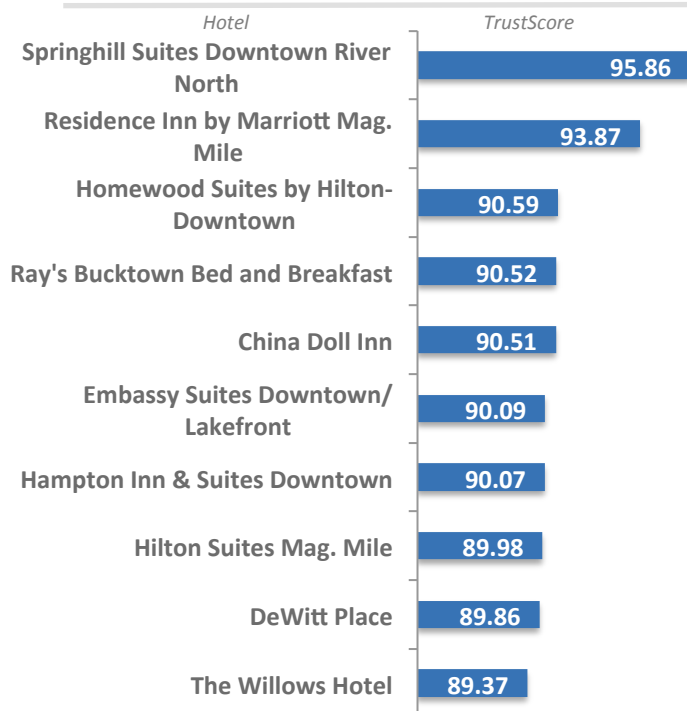 Hotel TrustScore
Springhill Suites Downtown River
North
95.86
Residence Inn by Marriott Mag.
Mile
93.87
Homewood Suites by Hilton-
Downtown
90.59
Ray's Bucktown Bed and Breakfast 90.52
China Doll Inn 90.51
Embassy Suites Downtown/
Lakefront
90.09
Hampton Inn & Suites Downtown 90.07
Hilton Suites Mag. Mile 89.98
DeWitt Place 89.86
The Willows Hotel 89.37